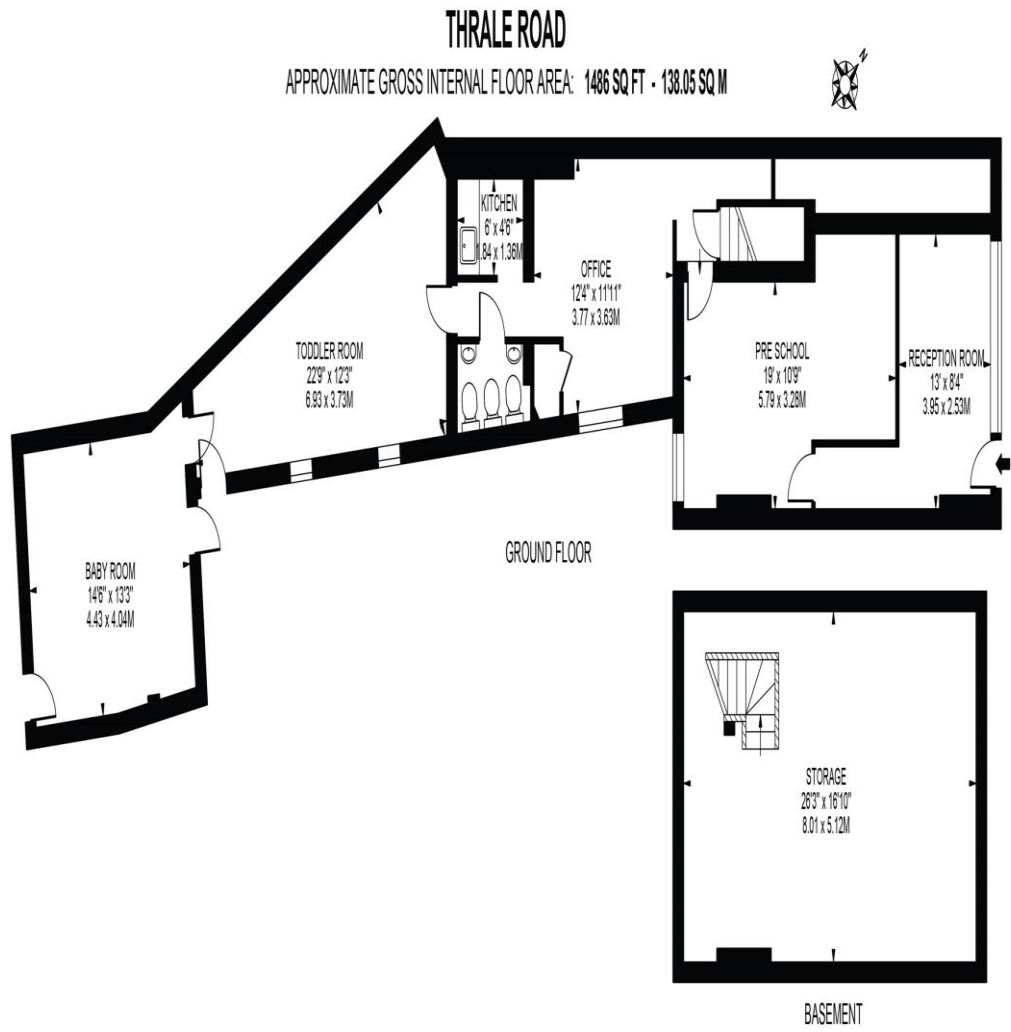 THRALE ROAD
APPROXIMATE GROSS INTERNAL FLOOR AREA: 1486 SQ FT - 138.05 SQ M
N
KITCHEN
6' x 4'6"
1.84 x 1.36M
OFFICE
12'4" x 11'11"
3.77 x 3.63M
TODDLER ROOM
22'9" x 12'3"
6.93 x 3.73M
PRE SCHOOL
19' x 10'9"
5.79 x 3.28M
RECEPTION ROOM
13' x 8'4"
3.95 x 2.53M
BABY ROOM
14'6" x 13'3"
4.43 x 4.04M
GROUND FLOOR
STORAGE
26'3" x 16'10"
8.01 x 5.12M
BASEMENT